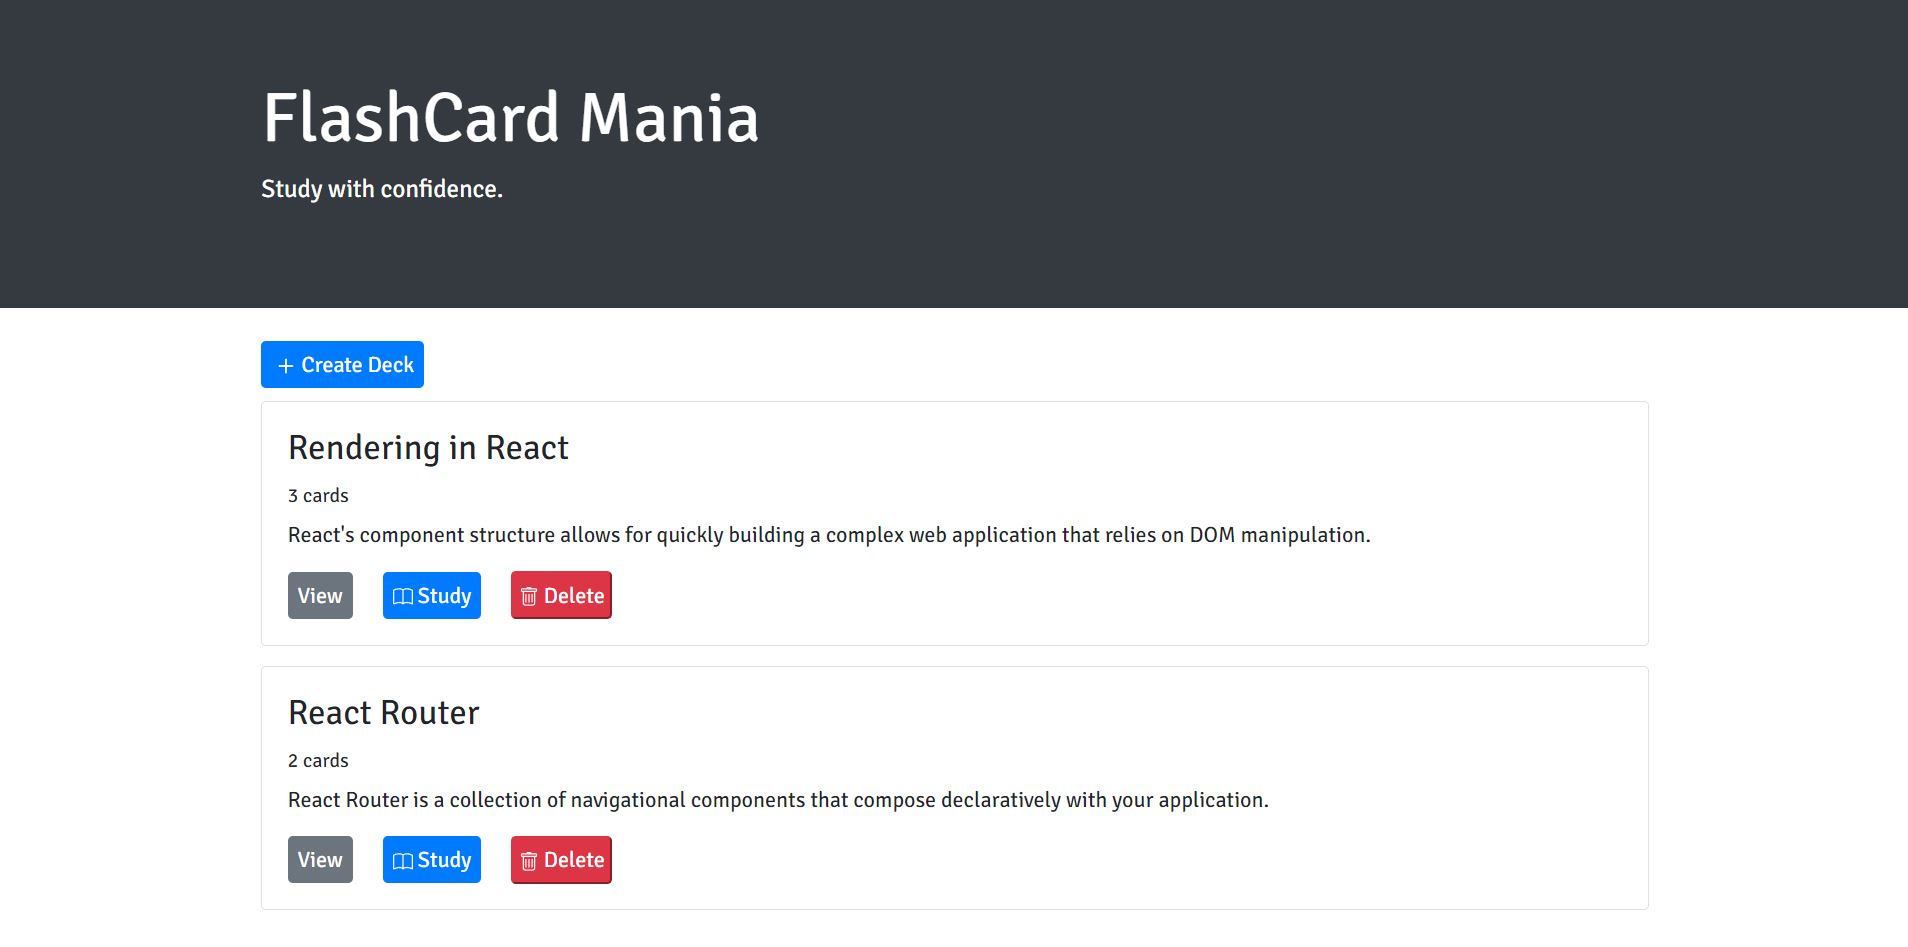 FlashCard Mania
Study with confidence.
+ Create Deck
Rendering in React
3 cards
React's component structure allows for quickly building a complex web application that relies on DOM manipulation.
View Study Delete
React Router
2 cards
React Router is a collection of navigational components that compose declaratively with your application.
View Study Delete